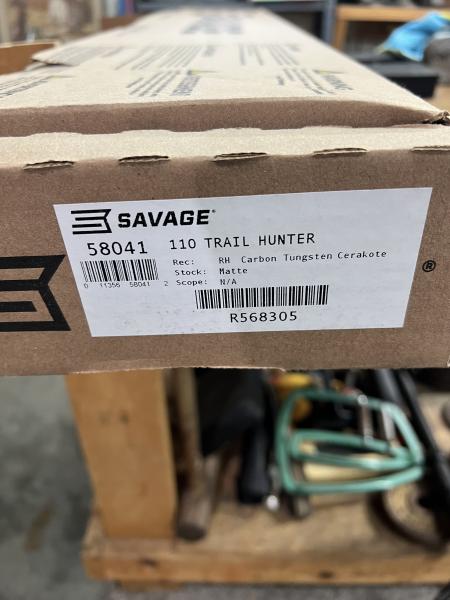 SAVAGE®
58041 110 TRAIL HUNTER
Rec: RH Carbon Tungsten Cerakote
Stock: Matte
Scope: N/A
0 11356 58041 2
R568305
®